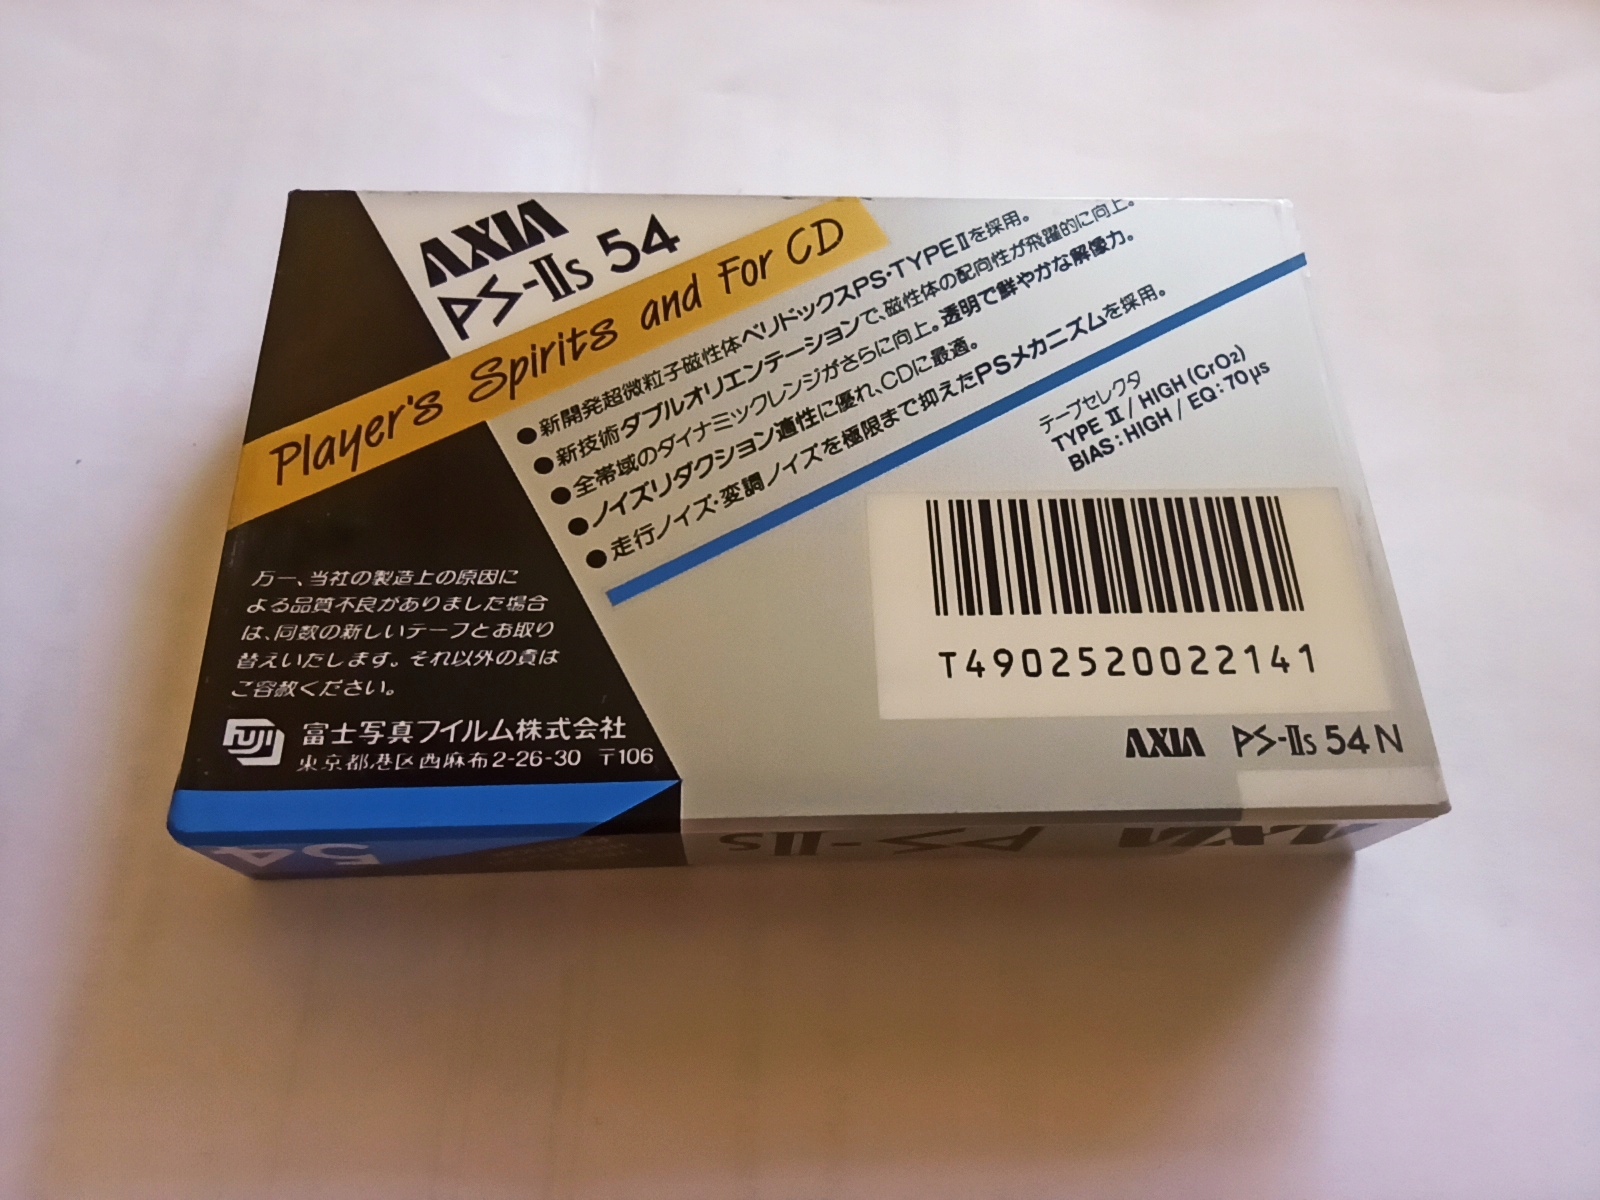 AXIA
PS-IIs 54
Player's Spirits and For CD
●新開発超微粒子磁性体ベリドックスPS・TYPEⅡを採用。
●新技術ダブルオリエンテーションで、磁性体の配向性が飛躍的に向上。
●全帯域のダイナミックレンジがさらに向上。透明で鮮やかな解像力。
●ノイズリダクション適性に優れ、CDに最適。
●走行ノイズ・変調ノイズを極限まで抑えたPSメカニズムを採用。
テープセレクタ
TYPE Ⅱ / HIGH (CrO₂)
BIAS : HIGH / EQ : 70μs
万一、当社の製造上の原因に
よる品質不良がありました場合
は、同数の新しいテープとお取り
替えいたします。それ以外の責は
ご容赦ください。
FUJI 富士写真フイルム株式会社
東京都港区西麻布2-26-30 〒106
T4902520022141
AXIA PS-IIs 54 N
54
AXIA PS-IIs